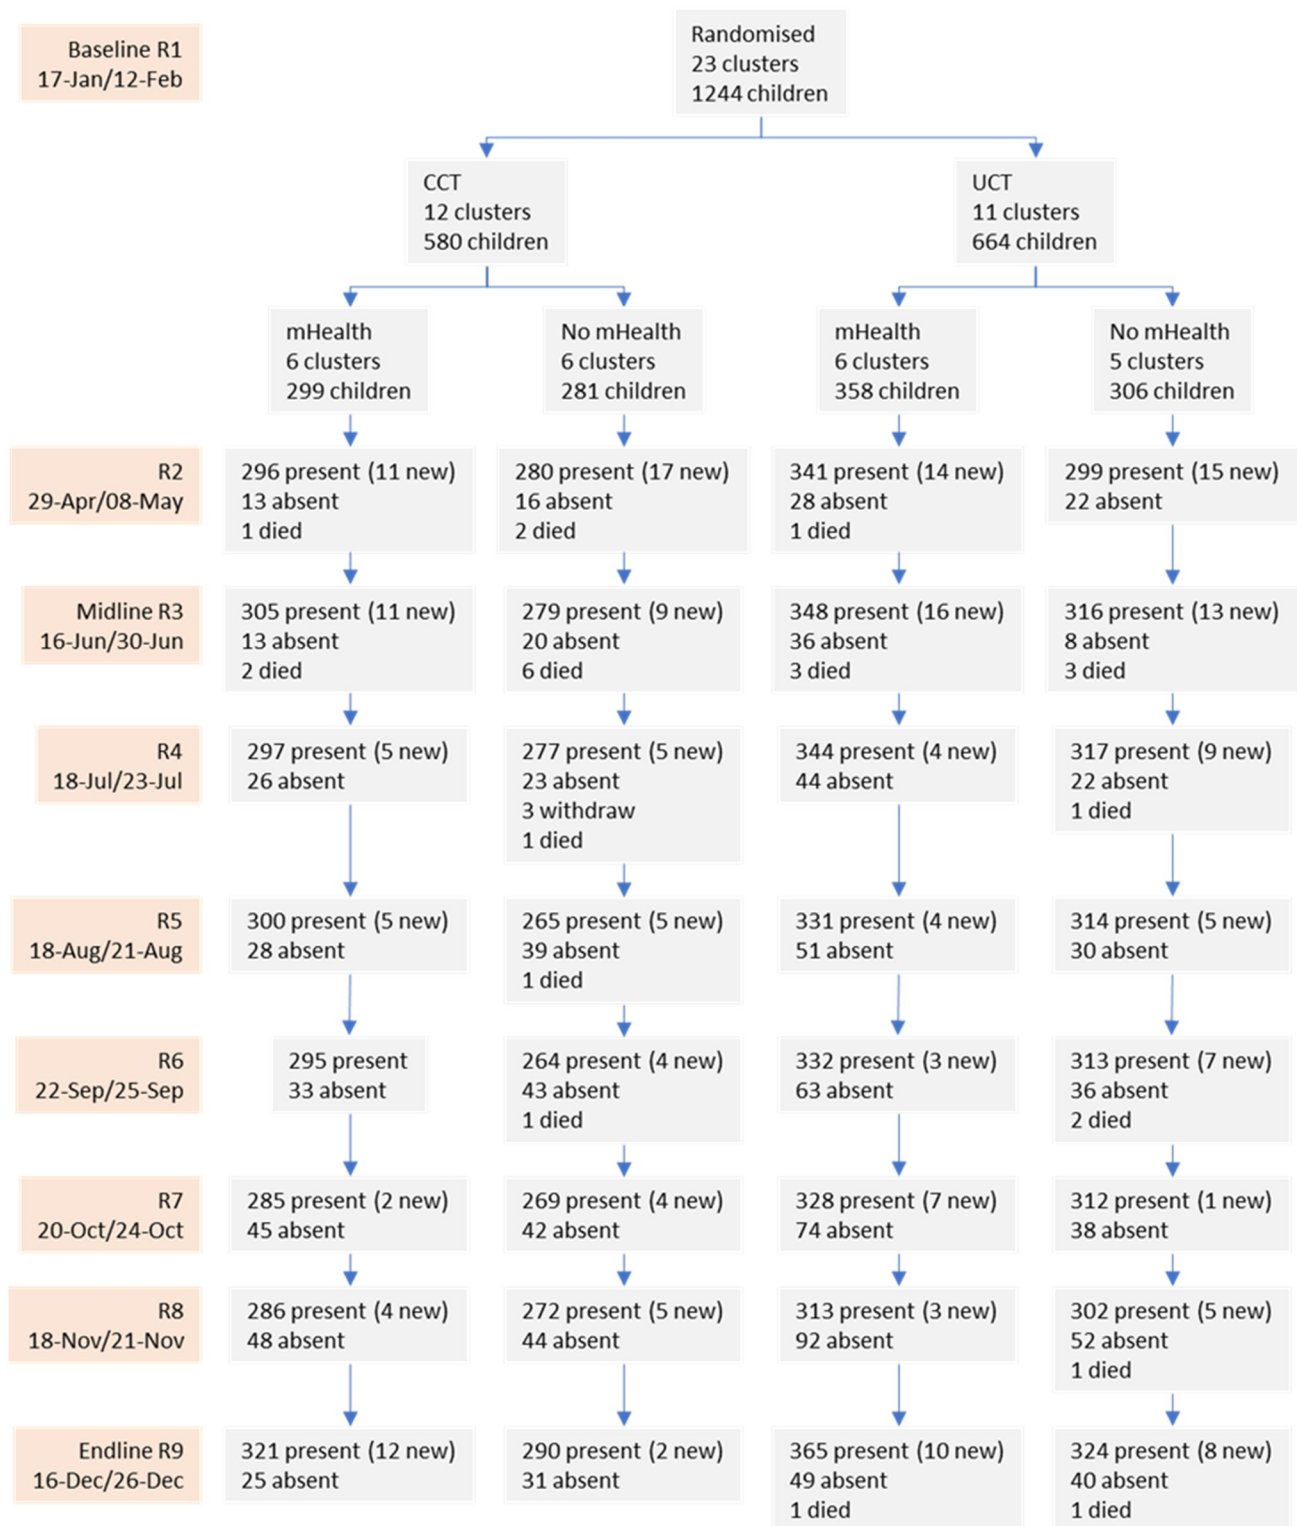 Baseline R1
17-Jan/12-Feb
Randomised
23 clusters
1244 children
CCT
12 clusters
580 children
UCT
11 clusters
664 children
mHealth
6 clusters
299 children
No mHealth
6 clusters
281 children
mHealth
6 clusters
358 children
No mHealth
5 clusters
306 children
R2
29-Apr/08-May
296 present (11 new)
13 absent
1 died
280 present (17 new)
16 absent
2 died
341 present (14 new)
28 absent
1 died
299 present (15 new)
22 absent
Midline R3
16-Jun/30-Jun
305 present (11 new)
13 absent
2 died
279 present (9 new)
20 absent
6 died
348 present (16 new)
36 absent
3 died
316 present (13 new)
8 absent
3 died
R4
18-Jul/23-Jul
297 present (5 new)
26 absent
277 present (5 new)
23 absent
3 withdraw
1 died
344 present (4 new)
44 absent
317 present (9 new)
22 absent
1 died
R5
18-Aug/21-Aug
300 present (5 new)
28 absent
265 present (5 new)
39 absent
1 died
331 present (4 new)
51 absent
314 present (5 new)
30 absent
R6
22-Sep/25-Sep
295 present
33 absent
264 present (4 new)
43 absent
1 died
332 present (3 new)
63 absent
313 present (7 new)
36 absent
2 died
R7
20-Oct/24-Oct
285 present (2 new)
45 absent
269 present (4 new)
42 absent
328 present (7 new)
74 absent
312 present (1 new)
38 absent
R8
18-Nov/21-Nov
286 present (4 new)
48 absent
272 present (5 new)
44 absent
313 present (3 new)
92 absent
302 present (5 new)
52 absent
1 died
Endline R9
16-Dec/26-Dec
321 present (12 new)
25 absent
290 present (2 new)
31 absent
365 present (10 new)
49 absent
1 died
324 present (8 new)
40 absent
1 died